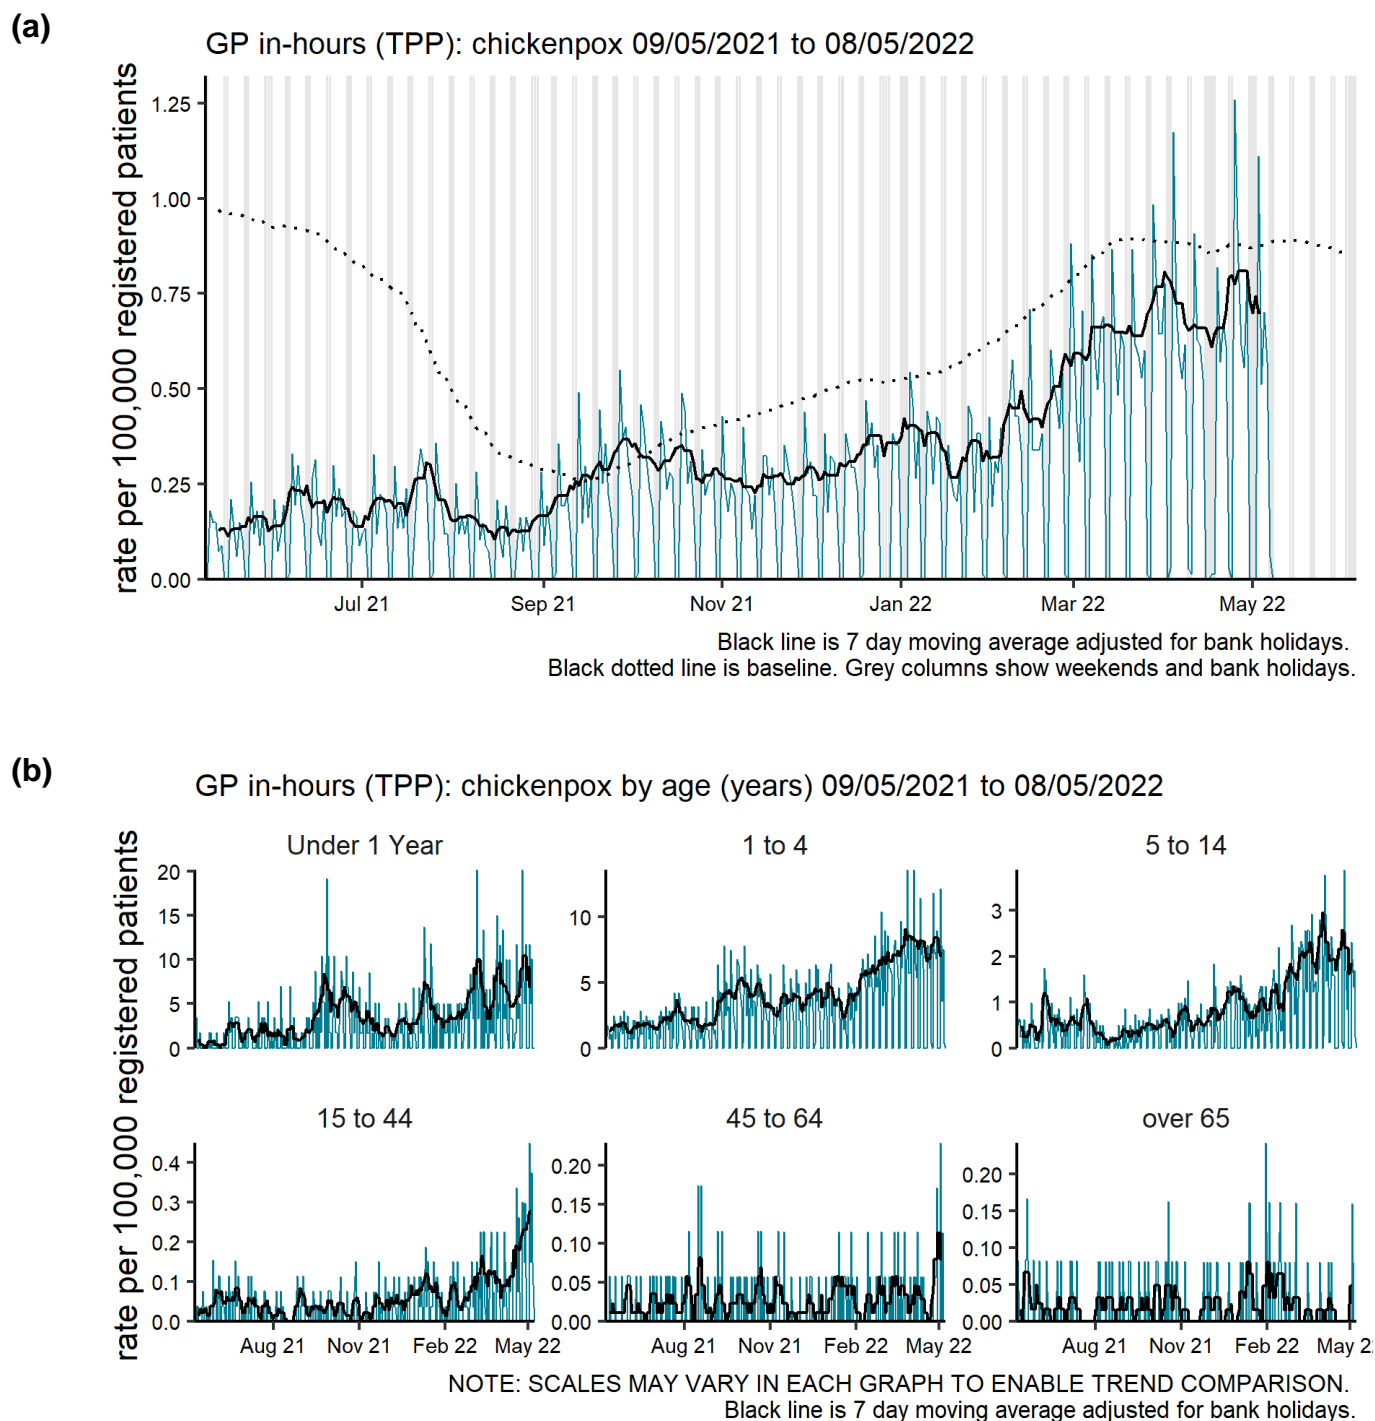 (a)
GP in-hours (TPP): chickenpox 09/05/2021 to 08/05/2022
rate per 100,000 registered patients
1.25
1.00
0.75
0.50
0.25
0.00
Jul 21 Sep 21 Nov 21 Jan 22 Mar 22 May 22
Black line is 7 day moving average adjusted for bank holidays.
Black dotted line is baseline. Grey columns show weekends and bank holidays.
(b)
GP in-hours (TPP): chickenpox by age (years) 09/05/2021 to 08/05/2022
rate per 100,000 registered patients
Under 1 Year
20
15
10
5
0
1 to 4
10
5
0
5 to 14
3
2
1
0
15 to 44
0.4
0.3
0.2
0.1
0.0
Aug 21 Nov 21 Feb 22 May 22
45 to 64
0.20
0.15
0.10
0.05
0.00
Aug 21 Nov 21 Feb 22 May 22
over 65
0.20
0.15
0.10
0.05
0.00
Aug 21 Nov 21 Feb 22 May
NOTE: SCALES MAY VARY IN EACH GRAPH TO ENABLE TREND COMPARISON.
Black line is 7 day moving average adjusted for bank holidays.